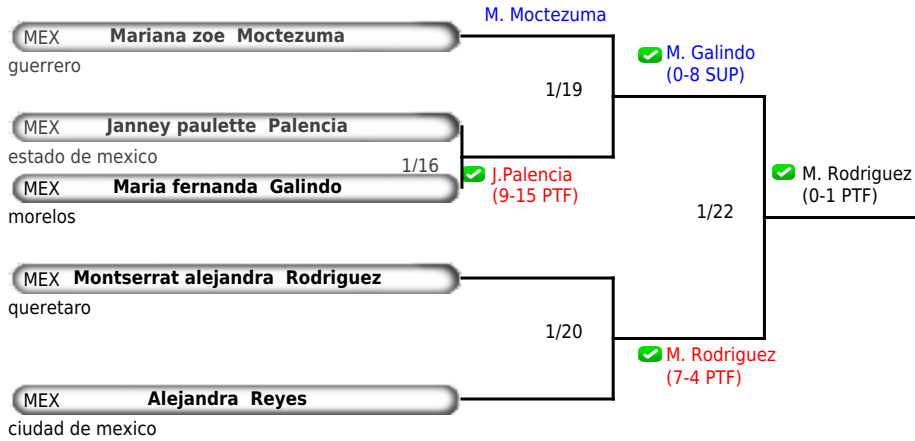 M. Moctezuma
MEX Mariana zoe Moctezuma
guerrero
M. Galindo
(0-8 SUP)
1/19
MEX Janney paulette Palencia
estado de mexico
1/16
J.Palencia
(9-15 PTF)
MEX Maria fernanda Galindo
morelos
M. Rodriguez
(0-1 PTF)
1/22
MEX Montserrat alejandra Rodriguez
queretaro
1/20
M. Rodriguez
(7-4 PTF)
MEX Alejandra Reyes
ciudad de mexico